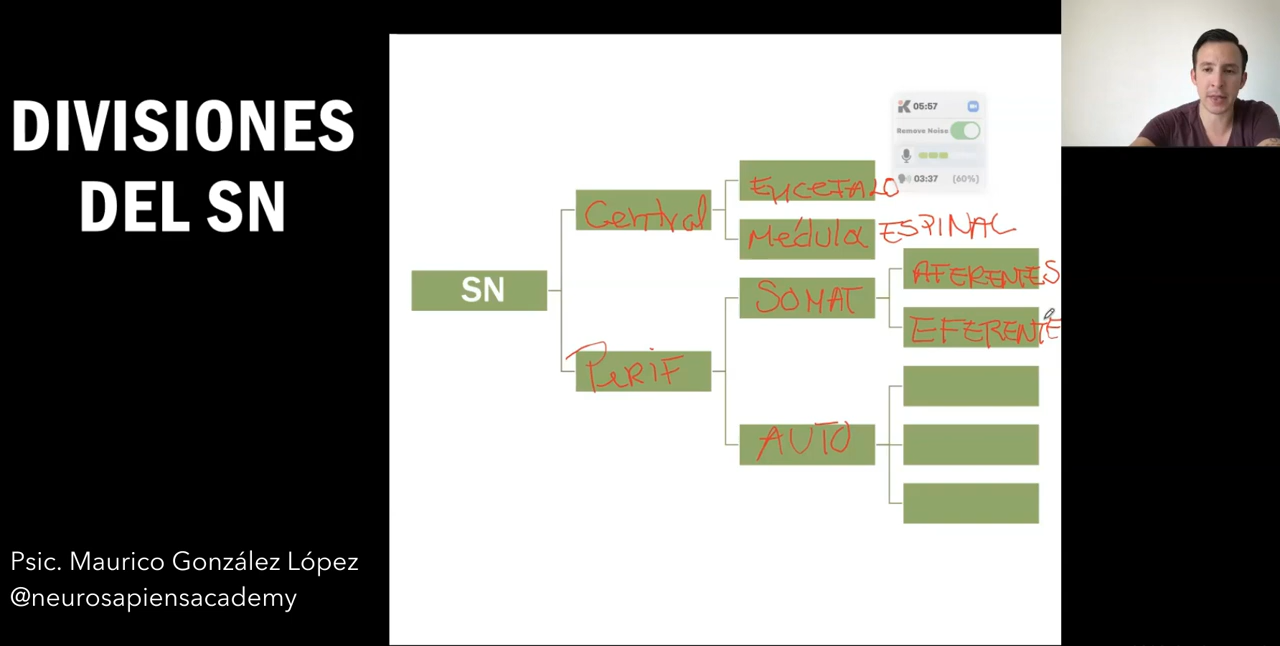 DIVISIONES
DEL SN
05:57
Remove Noise
03:37 (60%)
ENCEFALO
Central
Médula ESPINAL
AFERENTES
SN
SOMAT
EFERENTE
PERIF
AUTO
Psic. Maurico González López
@neurosapiensacademy